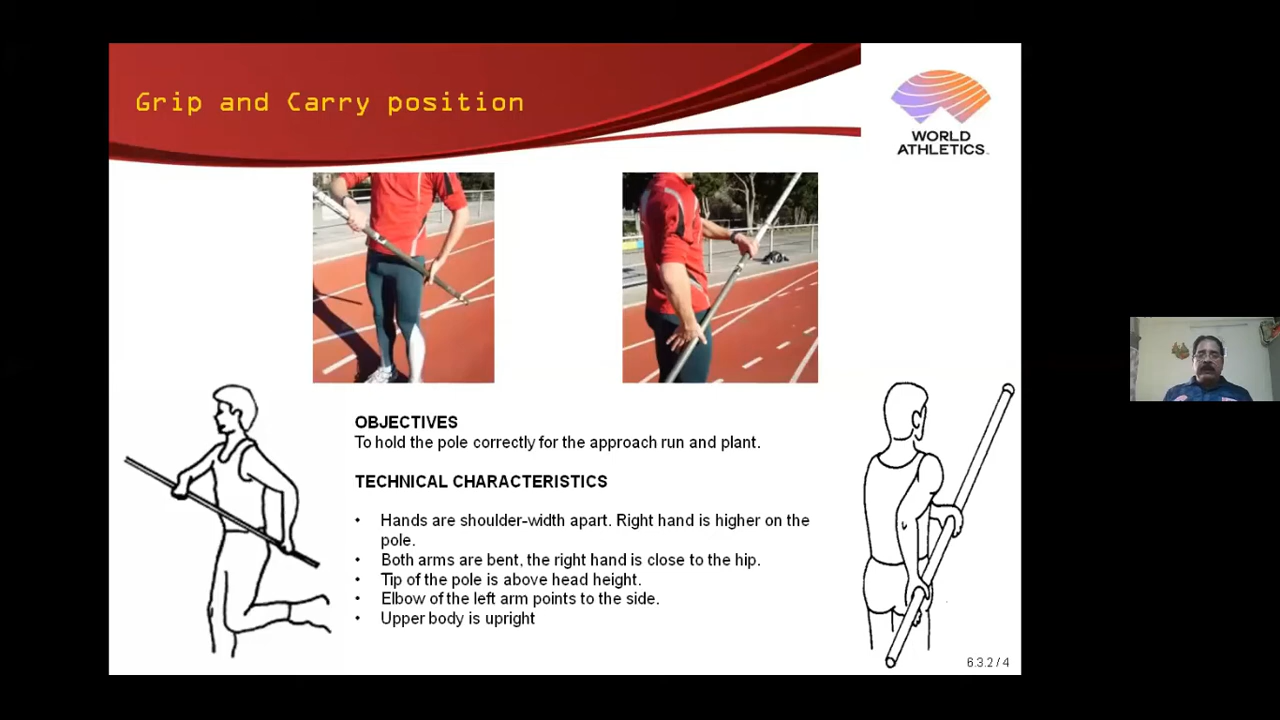 Grip and Carry position
WORLD
ATHLETICS.
OBJECTIVES
To hold the pole correctly for the approach run and plant.
TECHNICAL CHARACTERISTICS
• Hands are shoulder-width apart. Right hand is higher on the
pole.
• Both arms are bent, the right hand is close to the hip.
• Tip of the pole is above head height.
• Elbow of the left arm points to the side.
• Upper body is upright
6.3.2 / 4